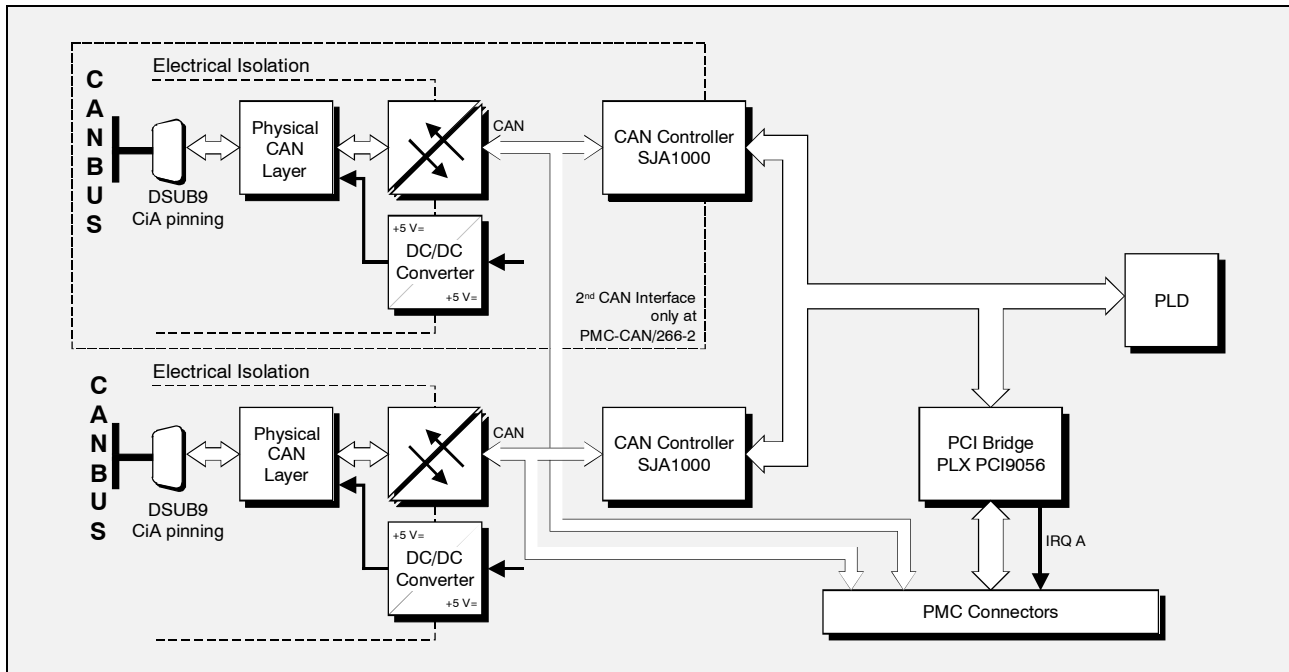 CANBUS
Electrical Isolation
DSUB9
CiA pinning
Physical
CAN
Layer
CAN
+5 V=
DC/DC
Converter
+5 V=
CAN Controller
SJA1000
2nd CAN Interface
only at
PMC-CAN/266-2
PLD
CANBUS
Electrical Isolation
DSUB9
CiA pinning
Physical
CAN
Layer
CAN
+5 V=
DC/DC
Converter
+5 V=
CAN Controller
SJA1000
PCI Bridge
PLX PCI9056
IRQ A
PMC Connectors